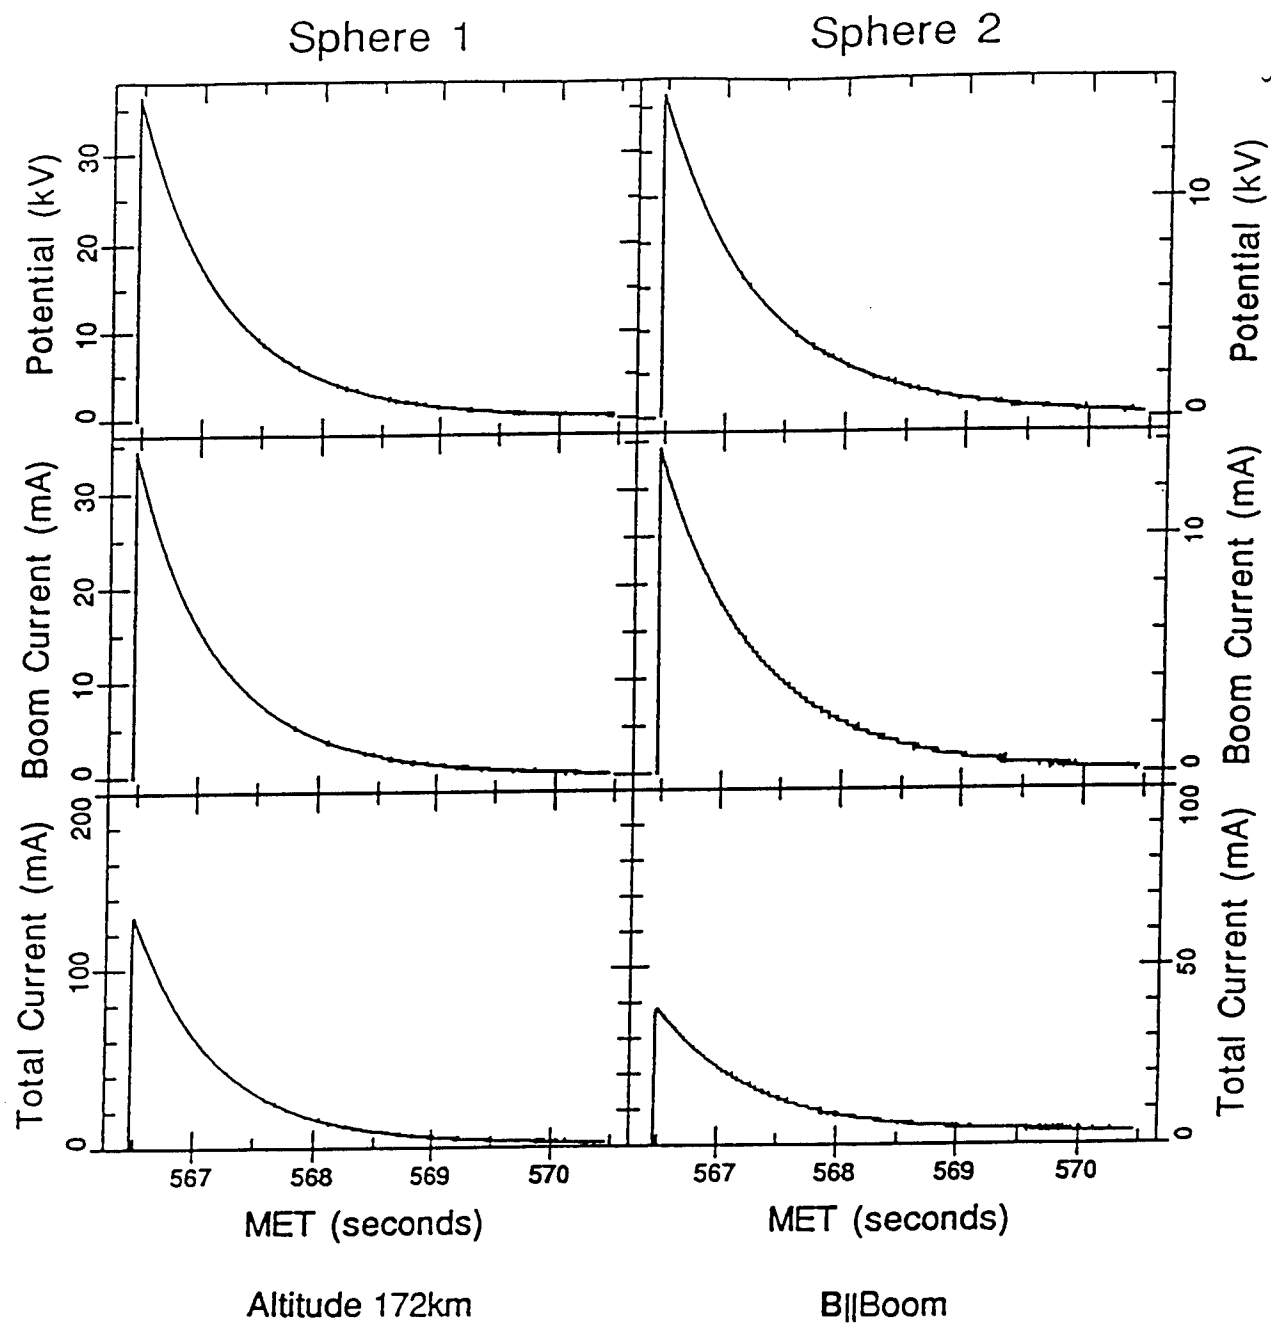 Sphere 1
Sphere 2
Potential (kV)
30
20
10
0
10
0
Potential (kV)
Boom Current (mA)
30
20
10
0
10
0
Boom Current (mA)
Total Current (mA)
200
100
0
100
50
0
Total Current (mA)
567 568 569 570
567 568 569 570
MET (seconds)
MET (seconds)
Altitude 172km
B||Boom